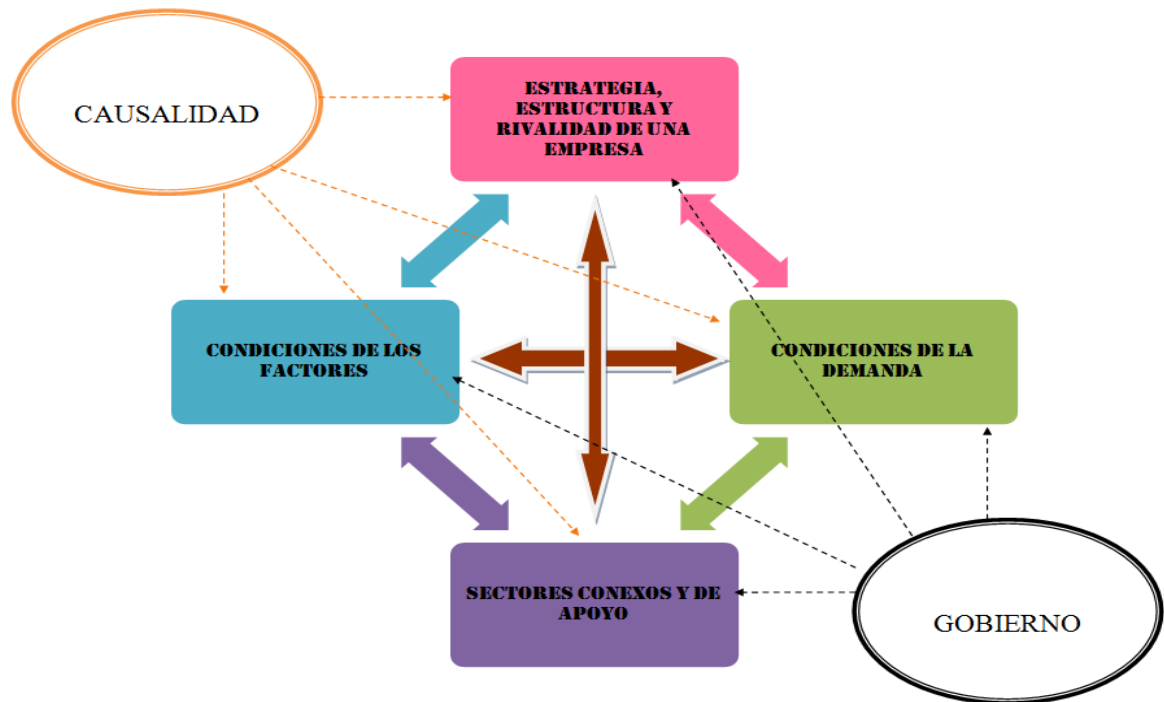 CAUSALIDAD
ESTRATEGIA,
ESTRUCTURA Y
RIVALIDAD DE UNA
EMPRESA
CONDICIONES DE LOS
FACTORES
CONDICIONES DE LA
DEMANDA
SECTORES CONEXOS Y DE
APOYO
GOBIERNO